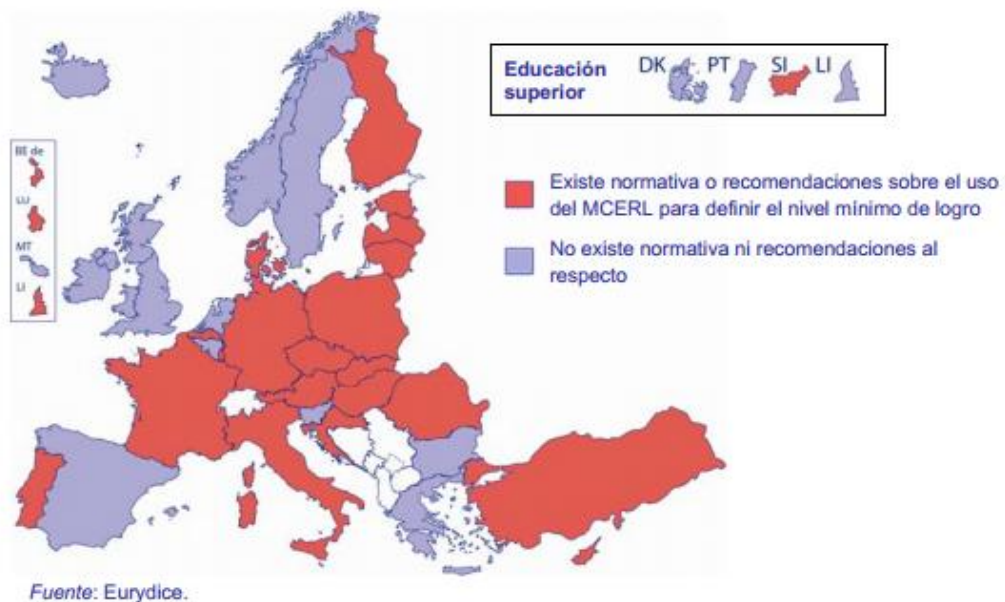 Educación superior
DK PT SI LI
BE de
LU
MT
LI
Existe normativa o recomendaciones sobre el uso
del MCERL para definir el nivel mínimo de logro
No existe normativa ni recomendaciones al
respecto
Fuente: Eurydice.